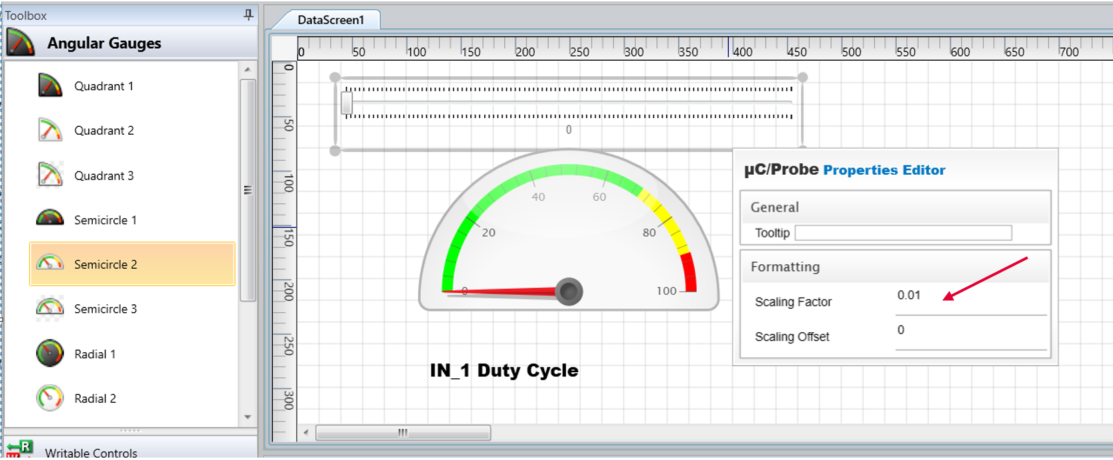 Toolbox
Angular Gauges
Quadrant 1
Quadrant 2
Quadrant 3
Semicircle 1
Semicircle 2
Semicircle 3
Radial 1
Radial 2
R
Writable Controls
DataScreen1
0 50 100 150 200 250 300 350 400 450 500 550 600 650 700
0
50
100
150
200
250
300
0
40 60
20 80
0 100
IN_1 Duty Cycle
µC/Probe Properties Editor
General
Tooltip
Formatting
Scaling Factor 0.01
Scaling Offset 0